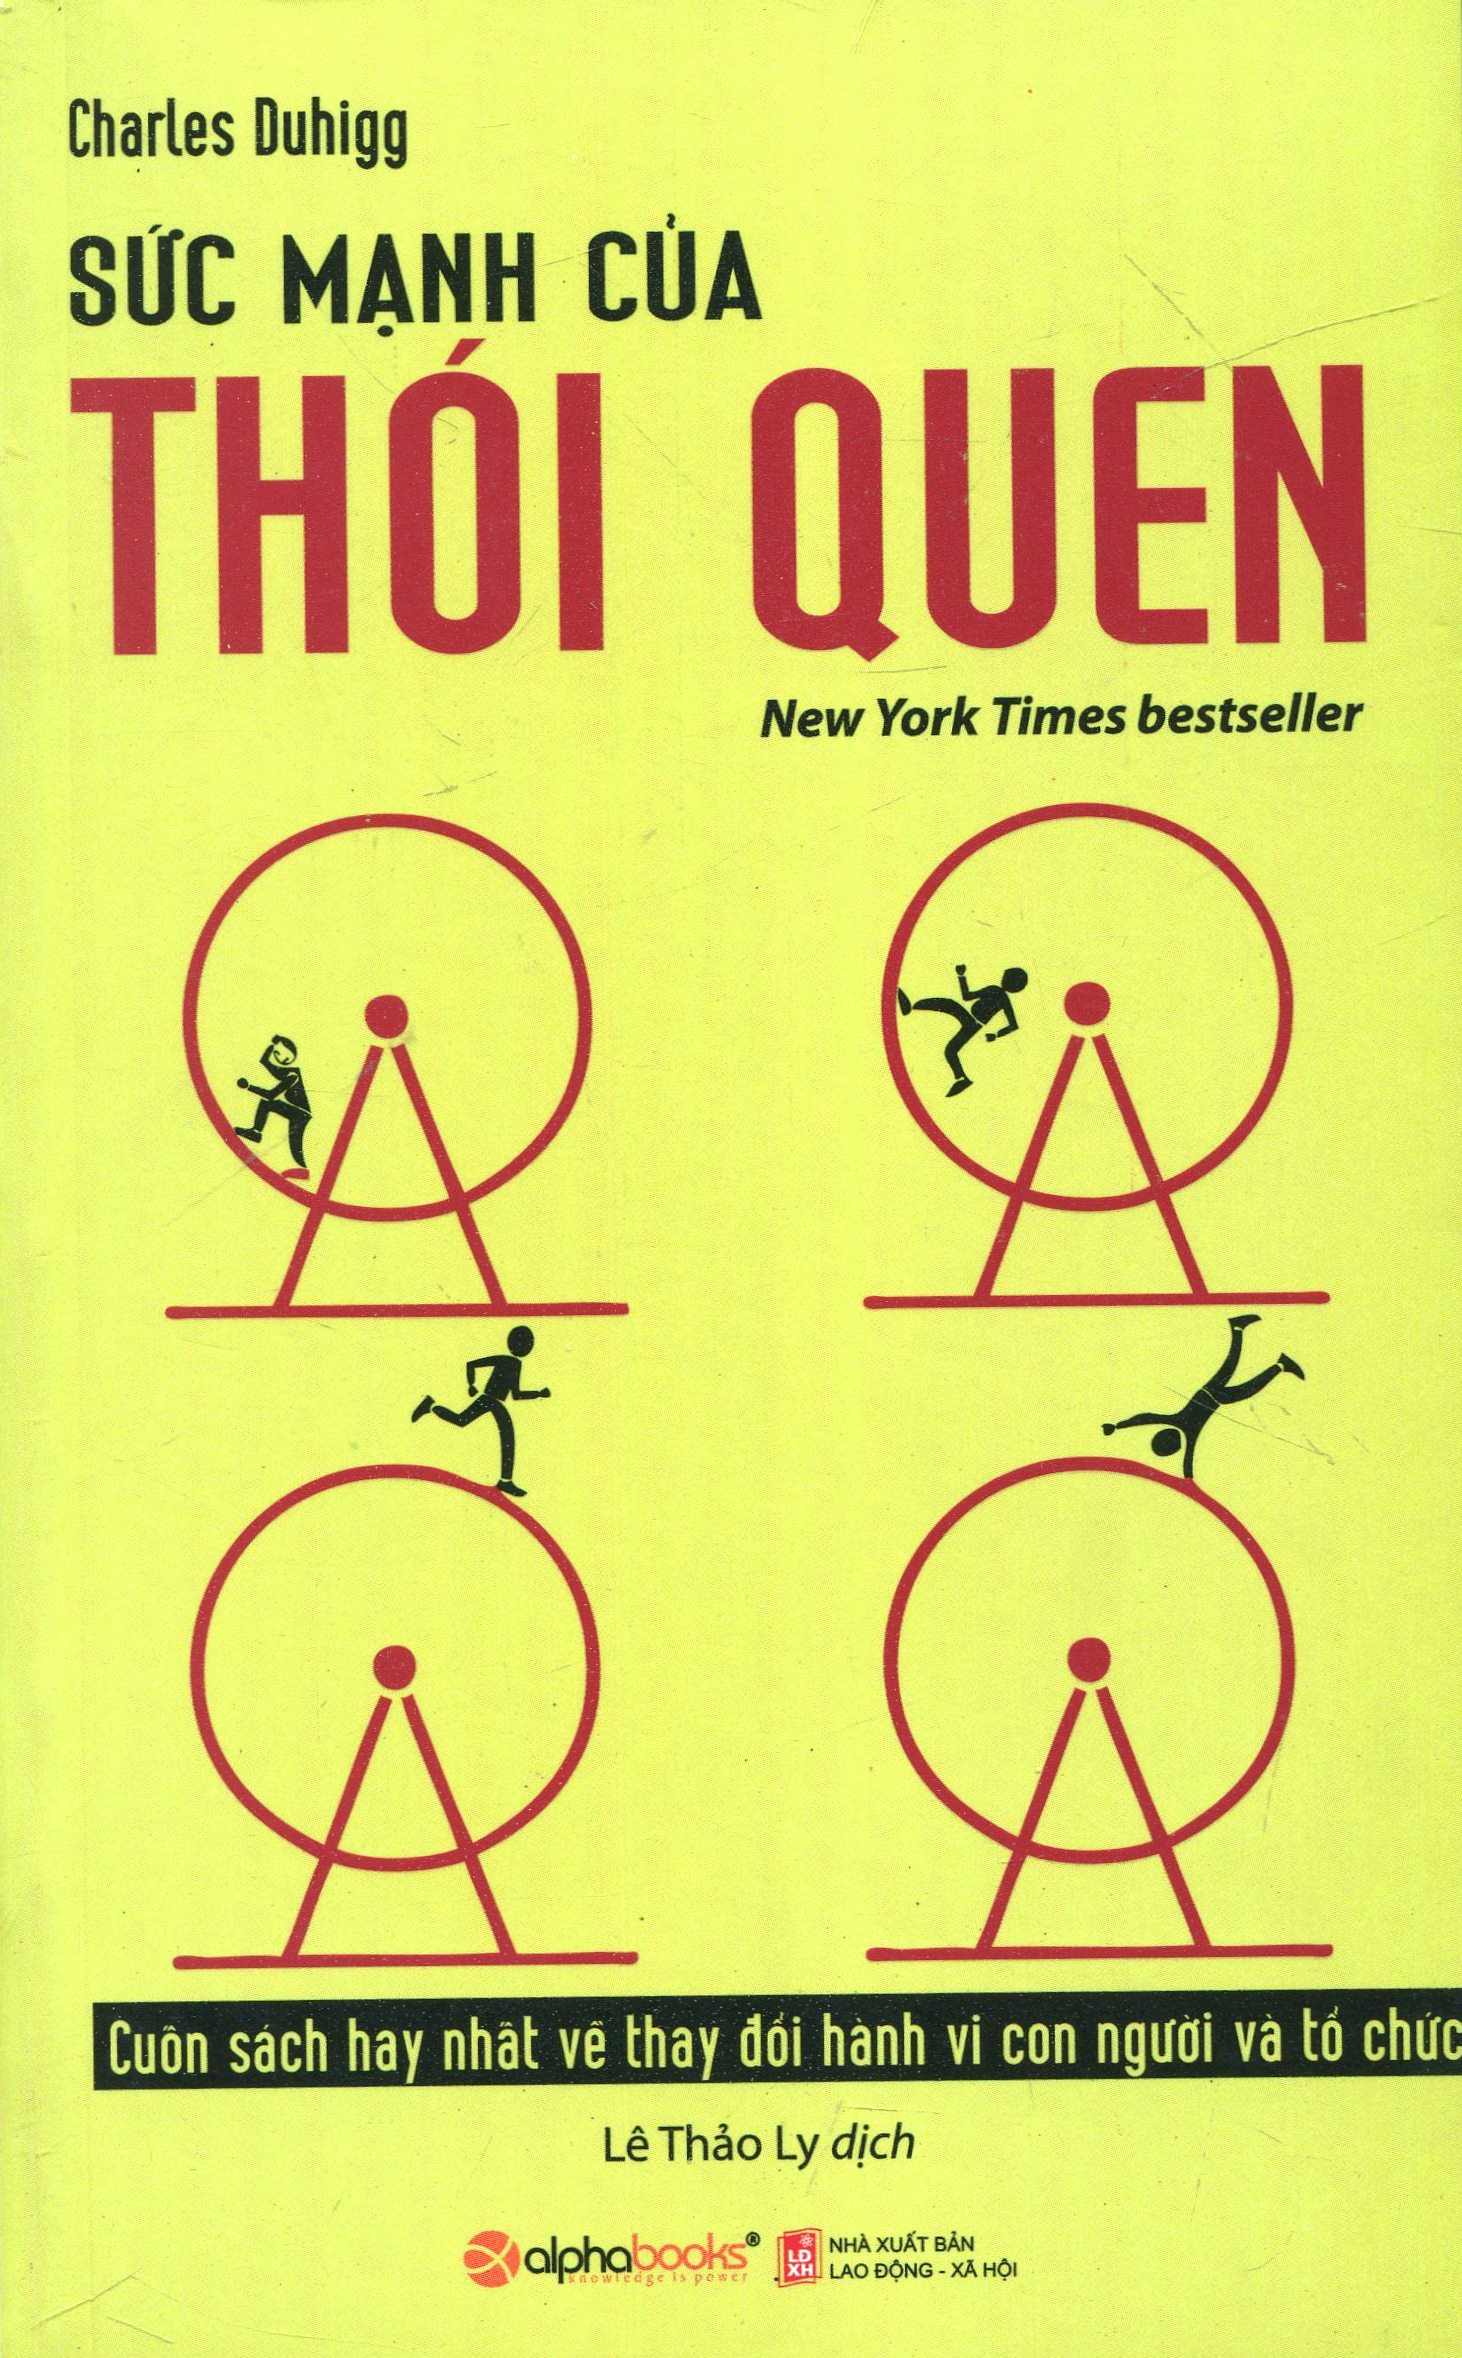 Charles Duhigg
SỨC MẠNH CỦA
THÓI QUEN
New York Times bestseller
Cuốn sách hay nhất về thay đổi hành vi con người và tổ chức
Lê Thảo Ly dịch
alphabooks®
knowledge is power
LĐ
XH
NHÀ XUẤT BẢN
LAO ĐỘNG - XÃ HỘI